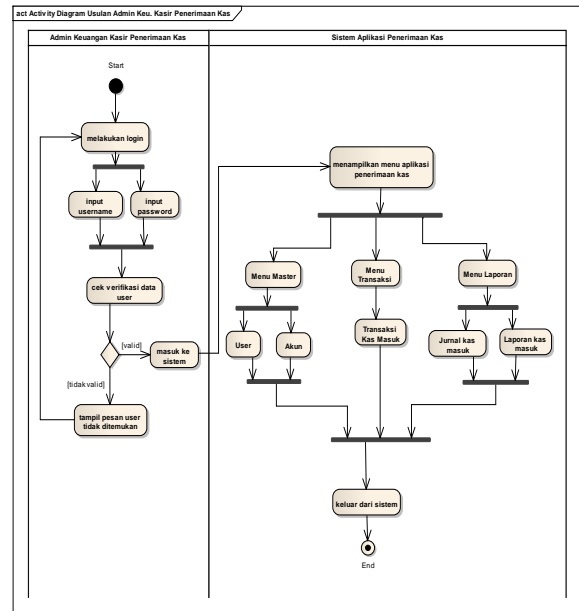 act Activity Diagram Usulan Admin Keu. Kasir Penerimaan Kas
Admin Keuangan Kasir Penerimaan Kas
Sistem Aplikasi Penerimaan Kas
Start
melakukan login
input
username
input
password
cek verifikasi data
user
[valid]
masuk ke
sistem
[tidak valid]
tampil pesan user
tidak ditemukan
menampilkan menu aplikasi
penerimaan kas
Menu Master
Menu
Transaksi
Menu Laporan
User
Akun
Transaksi
Kas Masuk
Jurnal kas
masuk
Laporan kas
masuk
keluar dari sistem
End